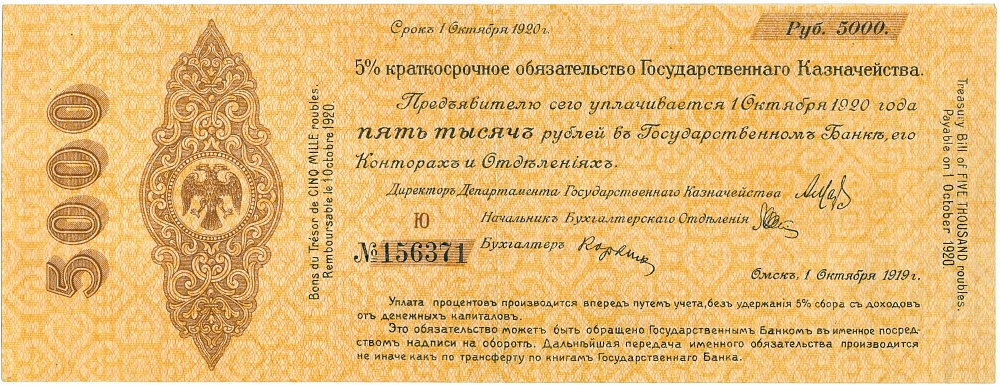 Срокъ 1 Октября 1920 г.
Руб. 5000.
5% краткосрочное обязательство Государственнаго Казначейства.
Предъявителю сего уплачивается 1 Октября 1920 года
пять тысячъ рублей въ Государственномъ Банкѣ, его
Конторахъ и Отдѣленіяхъ.
Директоръ Департамента Государственнаго Казначейства
Ю
Начальникъ Бухгалтерскаго Отдѣленія
№156371
Бухгалтеръ
Омскъ, 1 Октября 1919 г.
Уплата процентовъ производится впередъ путемъ учета, безъ удержанія 5% сбора съ доходовъ
отъ денежныхъ капиталовъ.
Это обязательство можетъ быть обращено Государственнымъ Банкомъ въ именное посред-
ствомъ надписи на оборотѣ. Дальнѣйшая передача именного обязательства производится
не иначе какъ по трансферту по книгамъ Государственнаго Банка.
5000
Bons du Trésor de CINQ MILLE roubles.
Remboursable le 1 Octobre 1920
Treasury Bill of FIVE THOUSAND roubles.
Payable on 1 October 1920